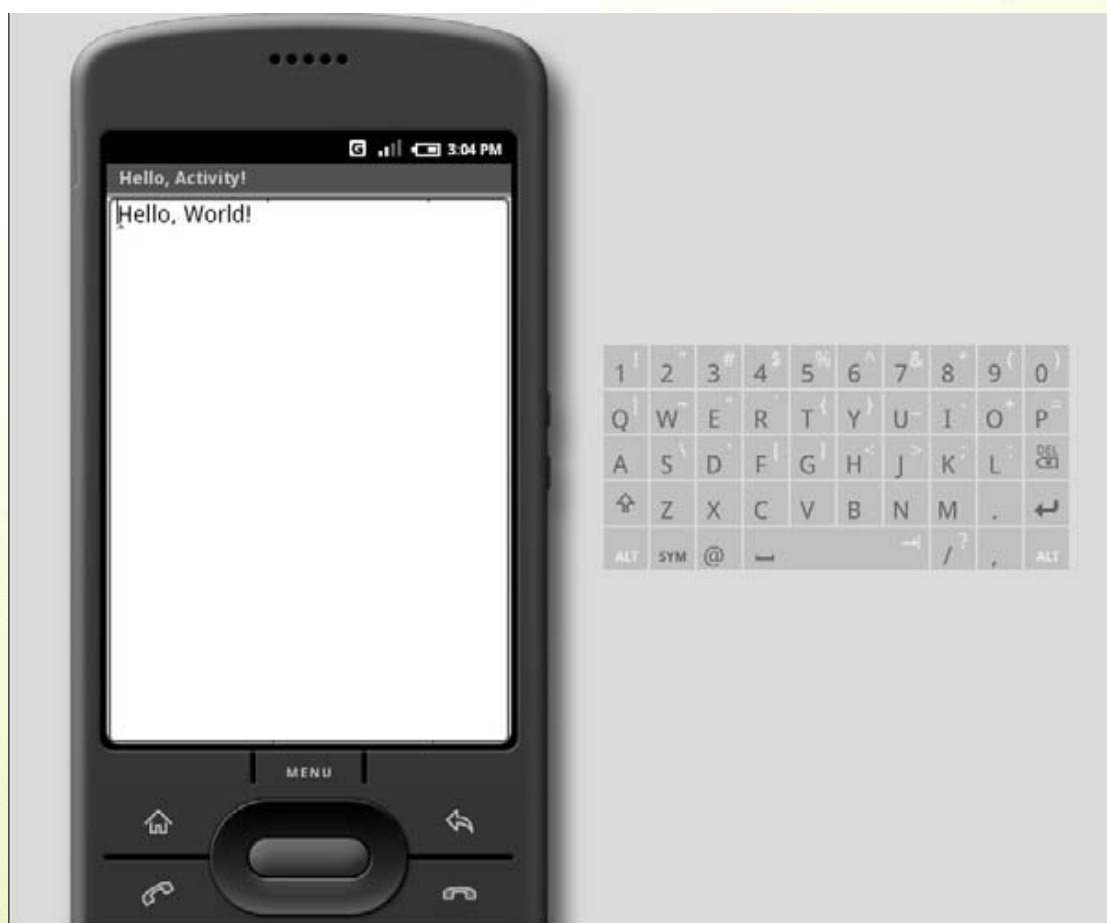 G 3:04 PM
Hello, Activity!
Hello, World!
1 ! 2 " 3 # 4 $ 5 % 6 ^ 7 & 8 * 9 ( 0 )
Q | W ~ E " R ` T { Y } U _ I - O + P =
A S \ D ' F [ G ] H < J > K ; L : DEL
Z X C V B N M .
ALT SYM @ / ? , ALT
MENU